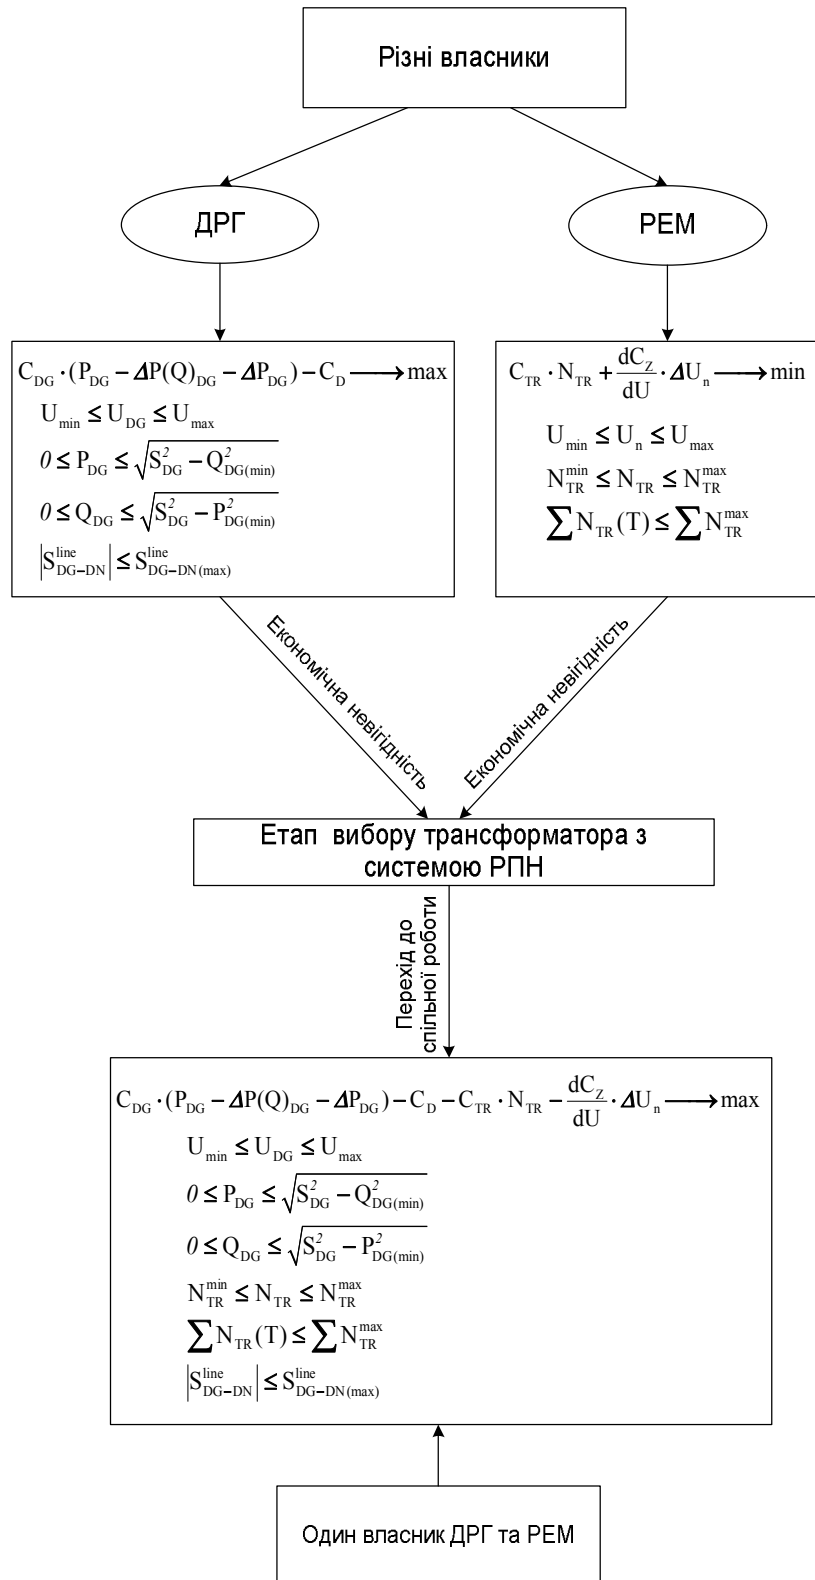 Різні власники
ДРГ
РЕМ
C_DG · (P_DG − ΔP(Q)_DG − ΔP_DG) − C_D ⟶ max
U_min ≤ U_DG ≤ U_max
0 ≤ P_DG ≤ √(S²_DG − Q²_DG(min))
0 ≤ Q_DG ≤ √(S²_DG − P²_DG(min))
|S^line_DG−DN| ≤ S^line_DG−DN(max)
C_TR · N_TR + dC_Z/dU · ΔU_n ⟶ min
U_min ≤ U_n ≤ U_max
N^min_TR ≤ N_TR ≤ N^max_TR
∑ N_TR (T) ≤ ∑ N^max_TR
Економічна невігідність
Економічна невігідність
Етап вибору трансформатора з
системою РПН
Перехід до
спільної роботи
C_DG · (P_DG − ΔP(Q)_DG − ΔP_DG) − C_D − C_TR · N_TR − dC_Z/dU · ΔU_n ⟶ max
U_min ≤ U_DG ≤ U_max
0 ≤ P_DG ≤ √(S²_DG − Q²_DG(min))
0 ≤ Q_DG ≤ √(S²_DG − P²_DG(min))
N^min_TR ≤ N_TR ≤ N^max_TR
∑ N_TR (T) ≤ ∑ N^max_TR
|S^line_DG−DN| ≤ S^line_DG−DN(max)
Один власник ДРГ та РЕМ